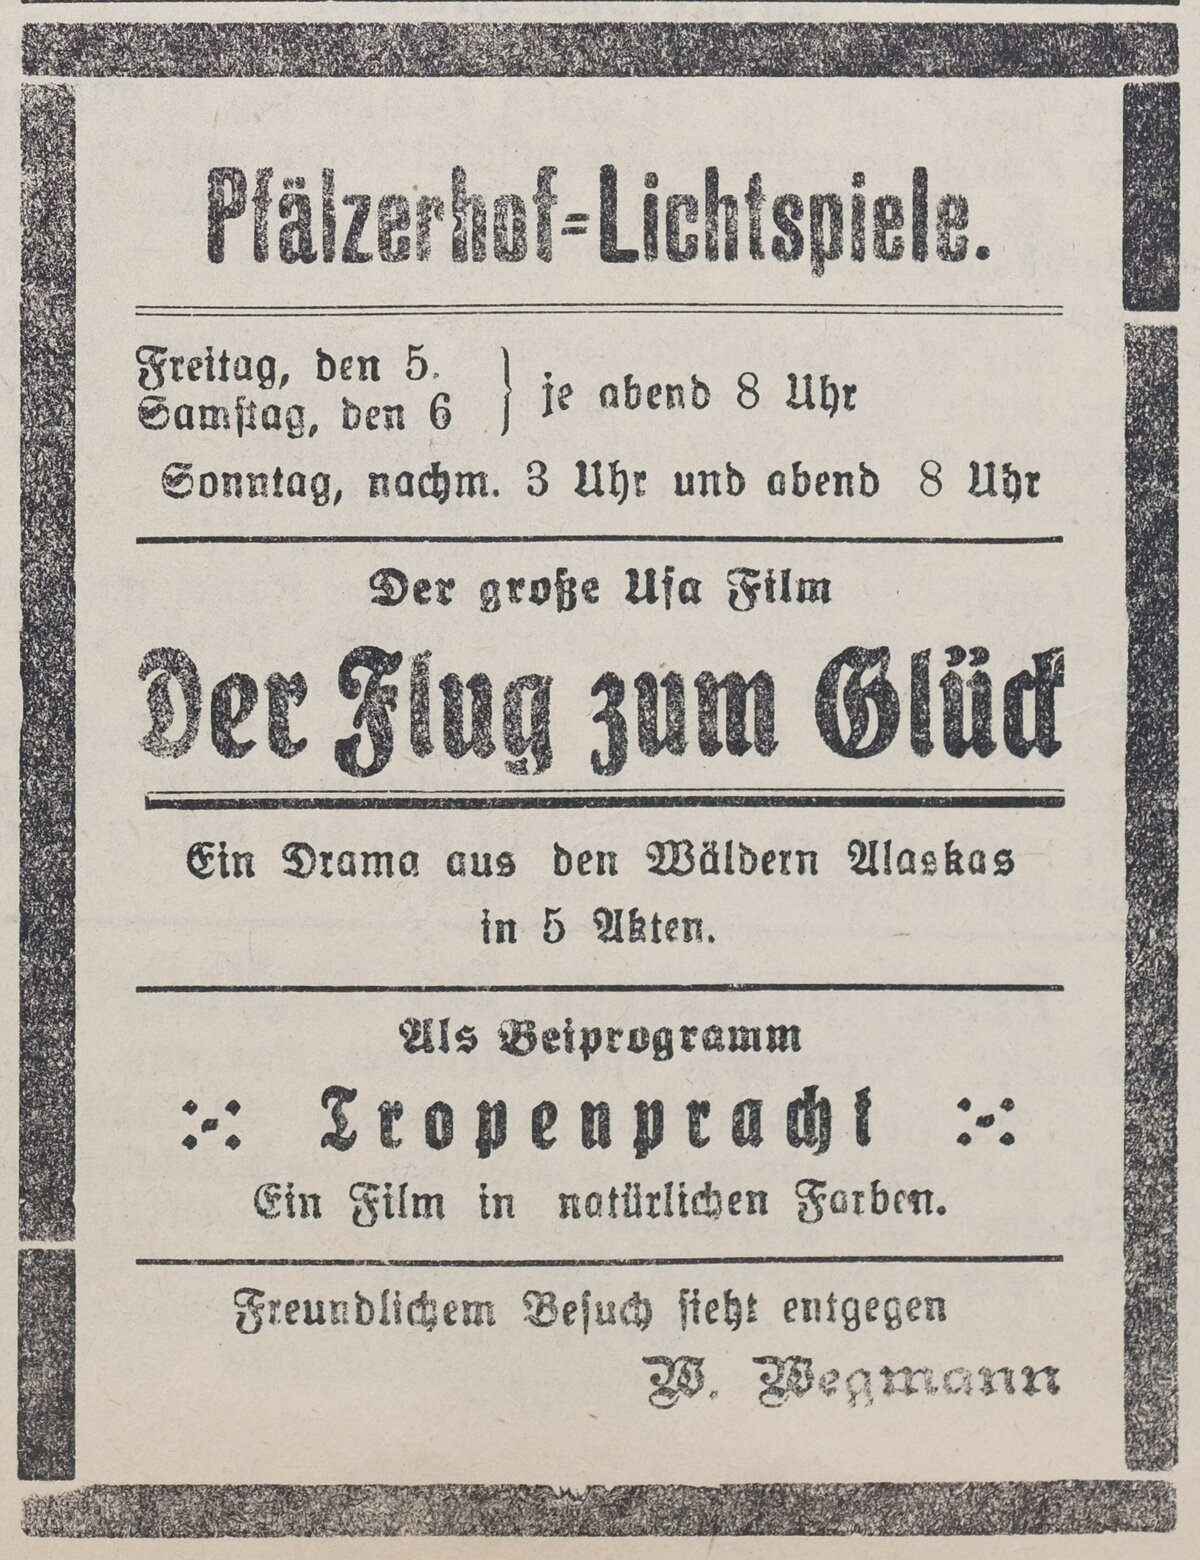 Pfälzerhof=Lichtspiele.
Freitag, den 5.
Samstag, den 6
} je abend 8 Uhr
Sonntag, nachm. 3 Uhr und abend 8 Uhr
Der große Ufa Film
Der Flug zum Glück
Ein Drama aus den Wäldern Alaskas
in 5 Akten.
Als Beiprogramm
Tropenpracht
Ein Film in natürlichen Farben.
Freundlichem Besuch sieht entgegen
W. Wegmann